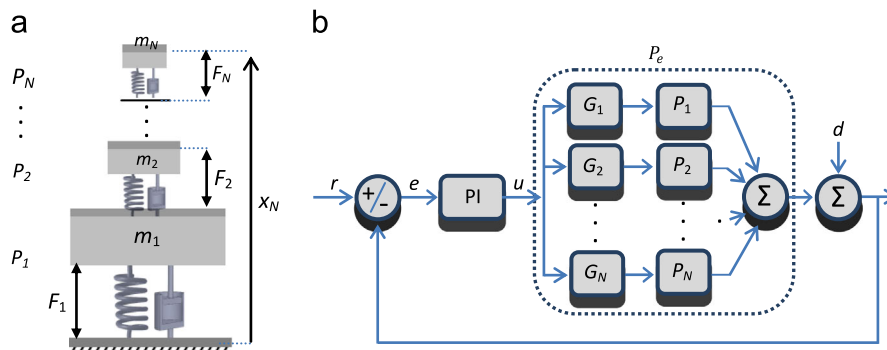 a
m_N
P_N
F_N
m_2
P_2
F_2
x_N
m_1
P_1
F_1
b
P_e
G_1
P_1
G_2
P_2
d
r
+/-
e
PI
u
Σ
Σ
G_N
P_N